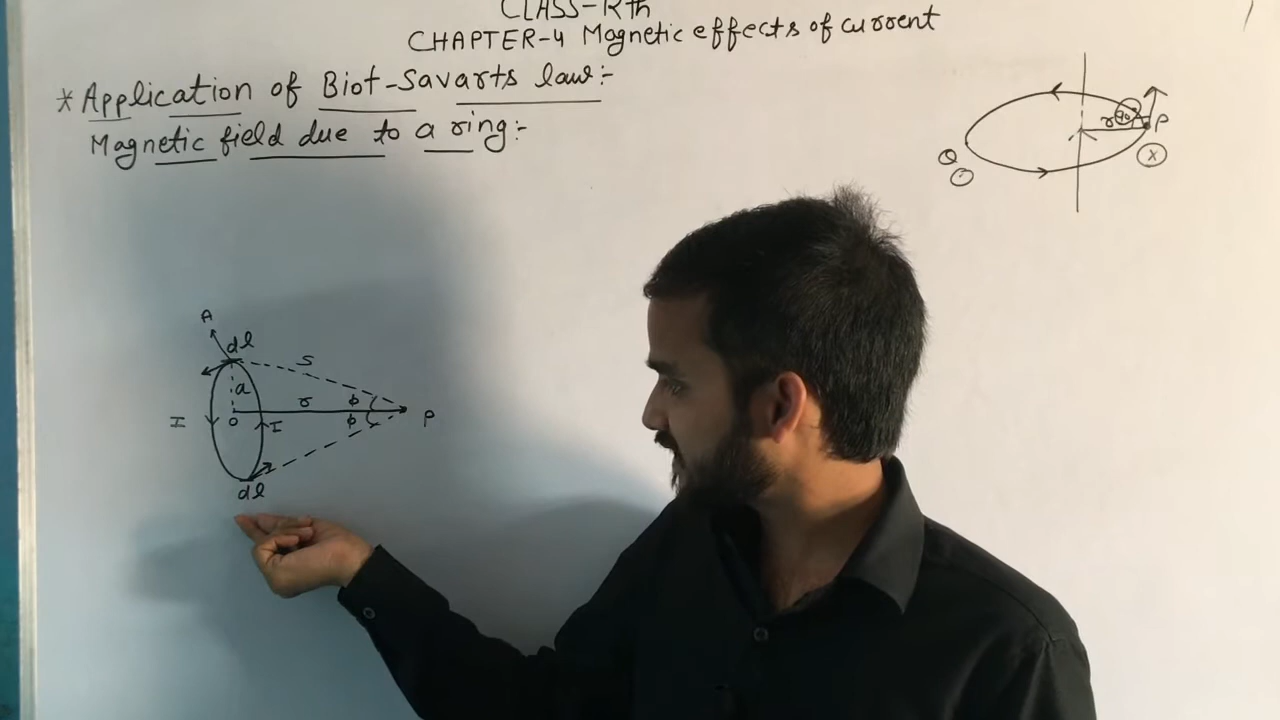 CLASS-12th
CHAPTER-4 Magnetic effects of current
*Application of Biot-Savarts law:-
Magnetic field due to a ring:-
r 90° P
Q
X
A
dl
S
a
r
ϕ
I
O
I
ϕ
P
dl